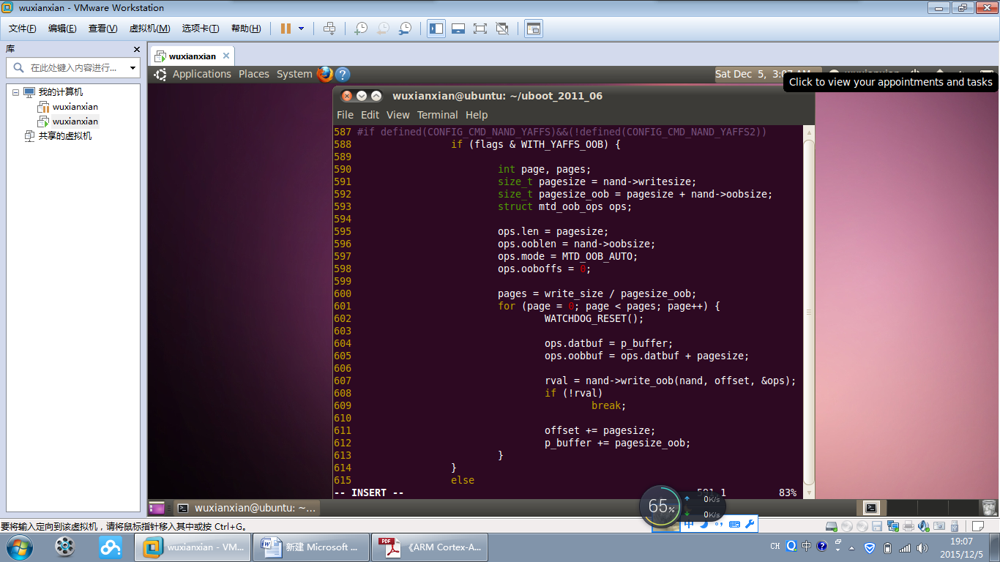 wuxianxian - VMware Workstation
文件(F) 编辑(E) 查看(V) 虚拟机(M) 选项卡(T) 帮助(H)
库
在此处键入内容进行...
我的计算机
wuxianxian
wuxianxian
共享的虚拟机
wuxianxian
Applications Places System
Sat Dec 5, 3:07 AM
Click to view your appointments and tasks
wuxianxian@ubuntu: ~/uboot_2011_06
File Edit View Terminal Help
587 #if defined(CONFIG_CMD_NAND_YAFFS)&&(!defined(CONFIG_CMD_NAND_YAFFS2))
588 if (flags & WITH_YAFFS_OOB) {
589
590 int page, pages;
591 size_t pagesize = nand->writesize;
592 size_t pagesize_oob = pagesize + nand->oobsize;
593 struct mtd_oob_ops ops;
594
595 ops.len = pagesize;
596 ops.ooblen = nand->oobsize;
597 ops.mode = MTD_OOB_AUTO;
598 ops.ooboffs = 0;
599
600 pages = write_size / pagesize_oob;
601 for (page = 0; page < pages; page++) {
602 WATCHDOG_RESET();
603
604 ops.datbuf = p_buffer;
605 ops.oobbuf = ops.datbuf + pagesize;
606
607 rval = nand->write_oob(nand, offset, &ops);
608 if (!rval)
609 break;
610
611 offset += pagesize;
612 p_buffer += pagesize_oob;
613 }
614 }
615 else
-- INSERT -- 591,1 83%
65%
0K/s
0K/s
wuxianxian@ubuntu: ~...
中
要将输入定向到该虚拟机，请将鼠标指针移入其中或按 Ctrl+G。
wuxianxian - VM...
新建 Microsoft ...
PDF
《ARM Cortex-A...
CH 中
19:07
2015/12/5